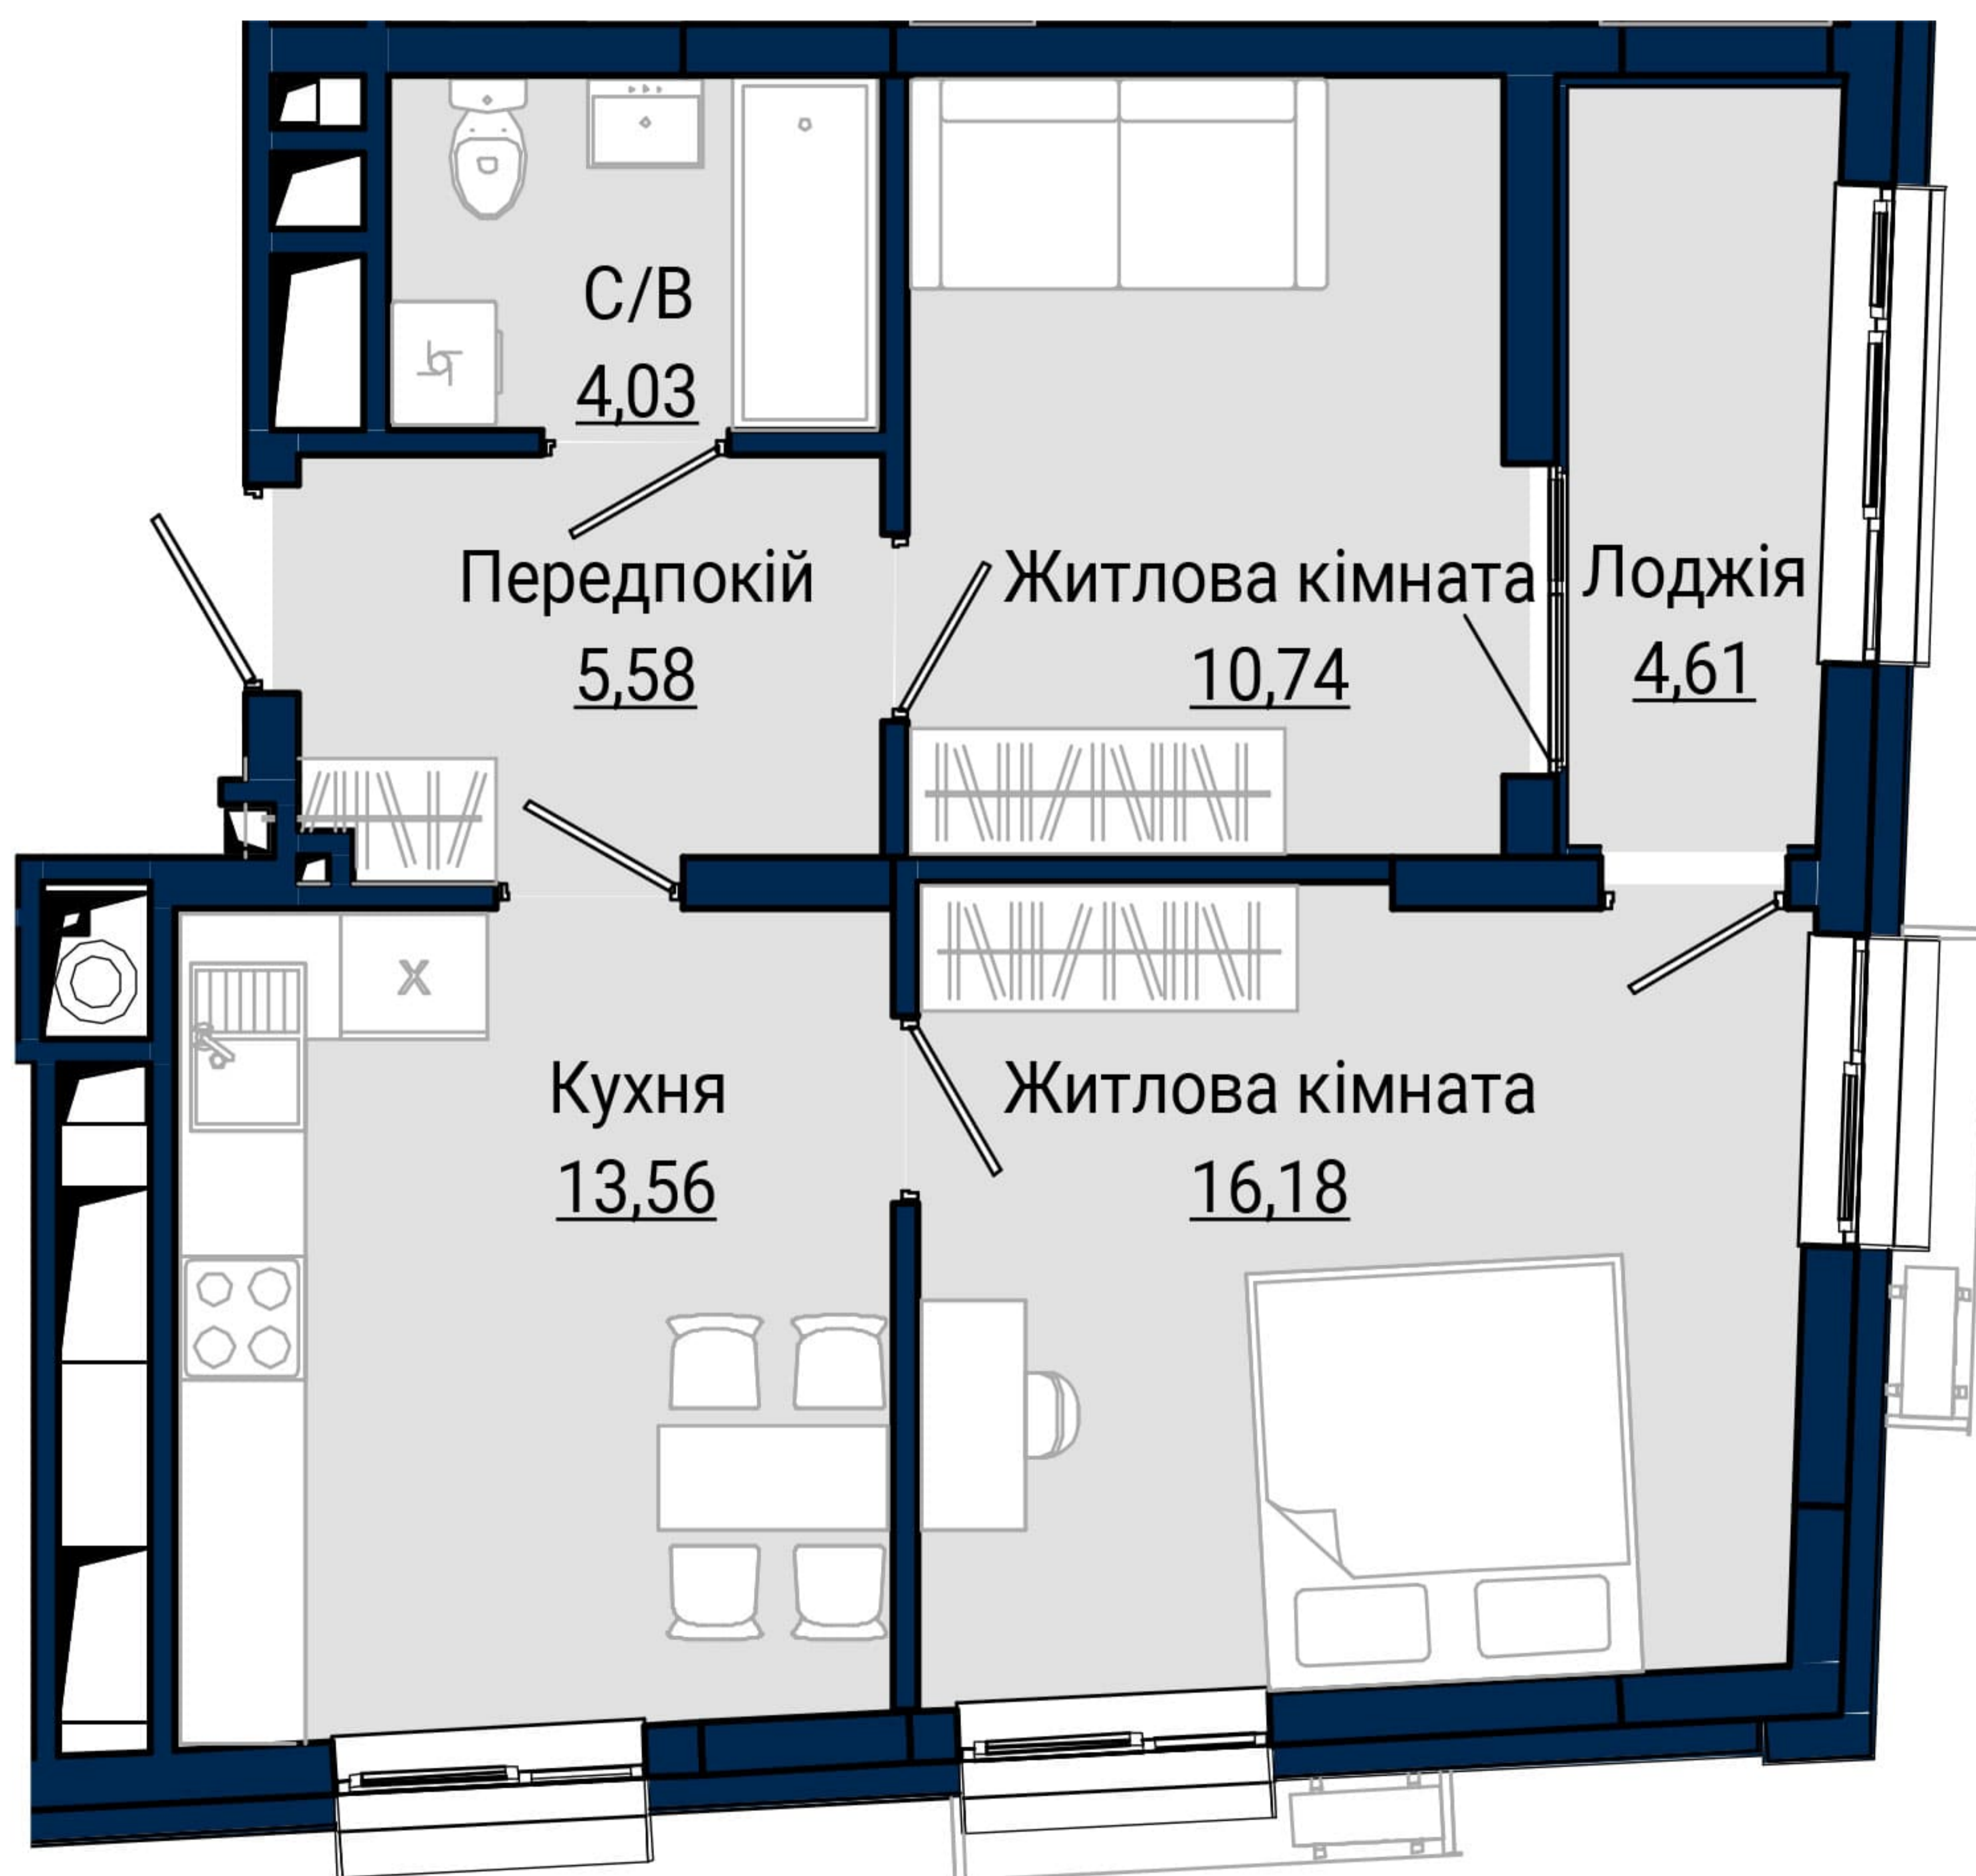 С/В
4,03
Передпокій
5,58
Житлова кімната
10,74
Лоджія
4,61
X
Кухня
13,56
Житлова кімната
16,18